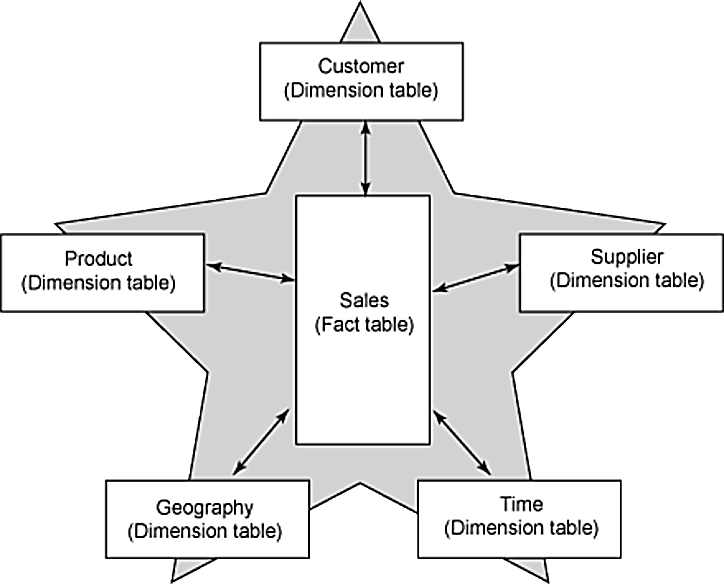 Customer
(Dimension table)
Product
(Dimension table)
Supplier
(Dimension table)
Sales
(Fact table)
Geography
(Dimension table)
Time
(Dimension table)